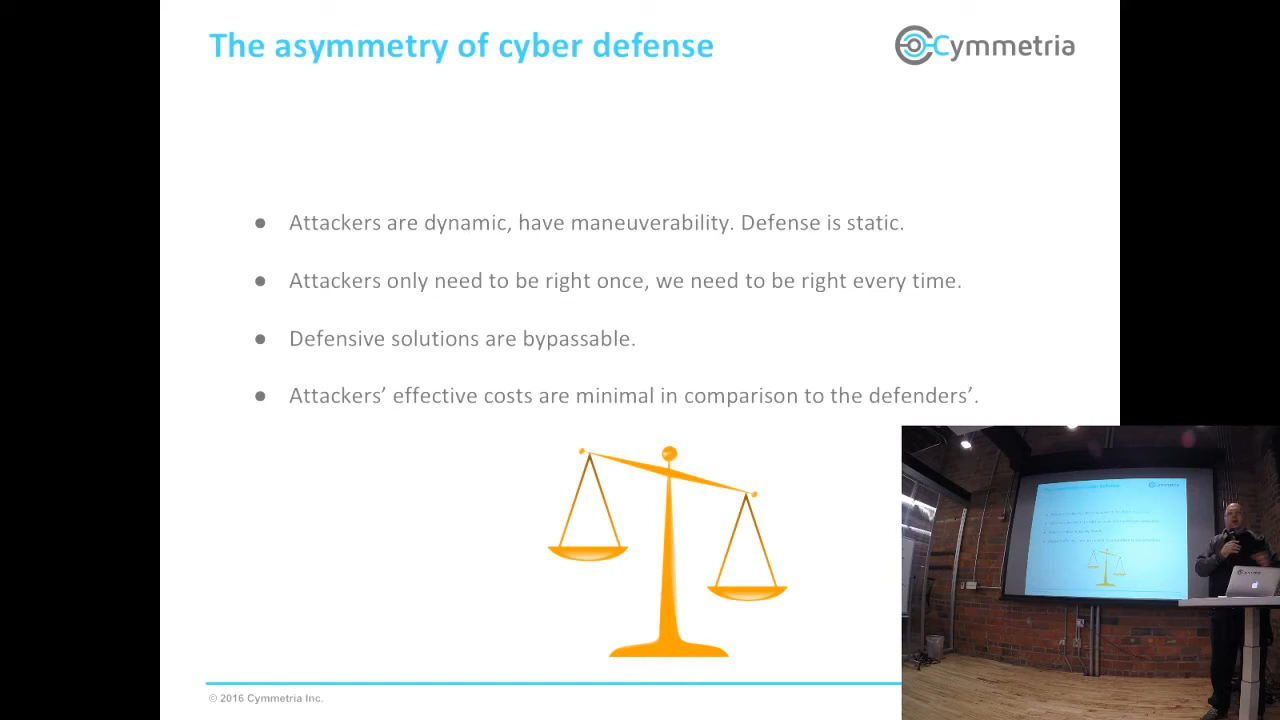 The asymmetry of cyber defense
Cymmetria
● Attackers are dynamic, have maneuverability. Defense is static.
● Attackers only need to be right once, we need to be right every time.
● Defensive solutions are bypassable.
● Attackers’ effective costs are minimal in comparison to the defenders’.
© 2016 Cymmetria Inc.